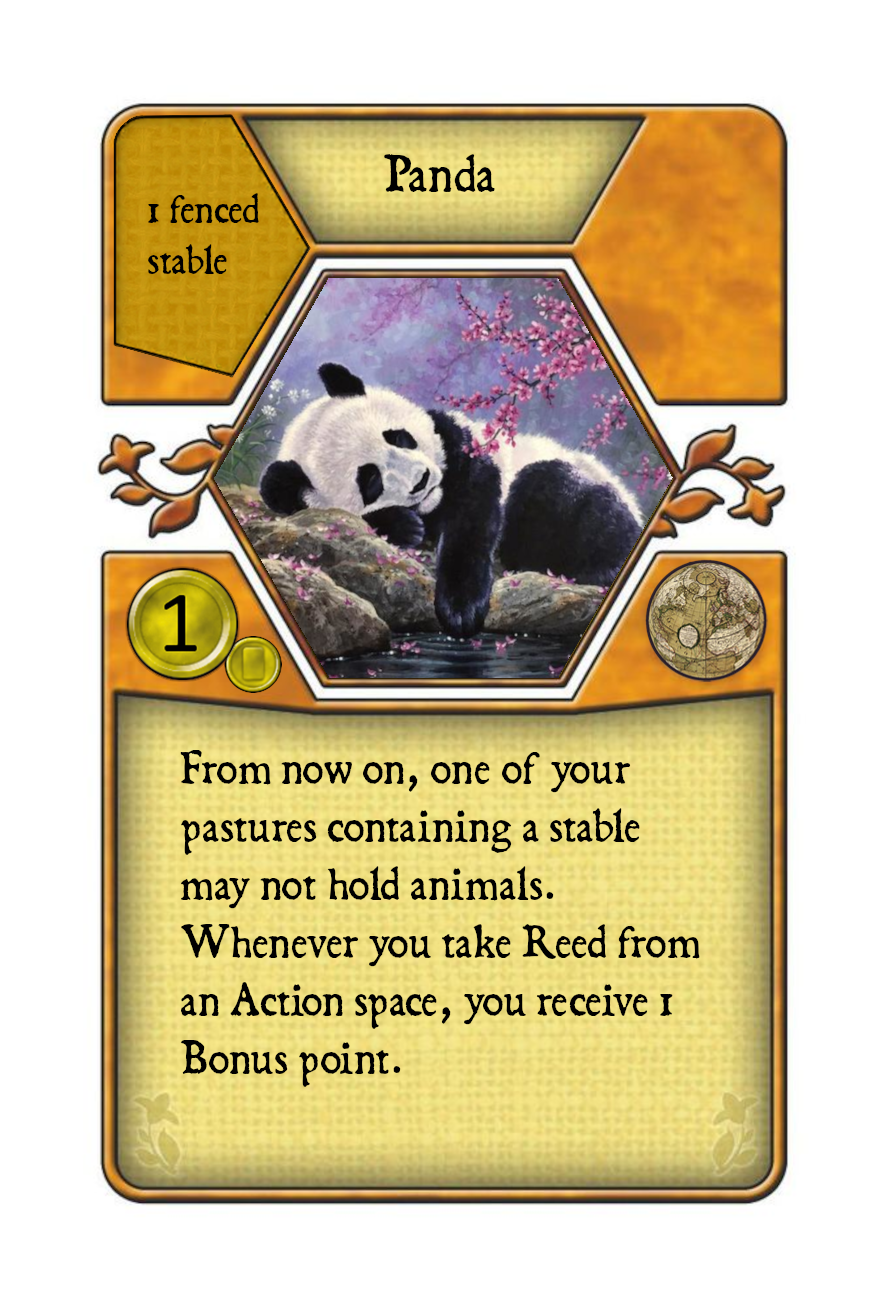 Panda
1 fenced
stable
1
From now on, one of your
pastures containing a stable
may not hold animals.
Whenever you take Reed from
an Action space, you receive 1
Bonus point.